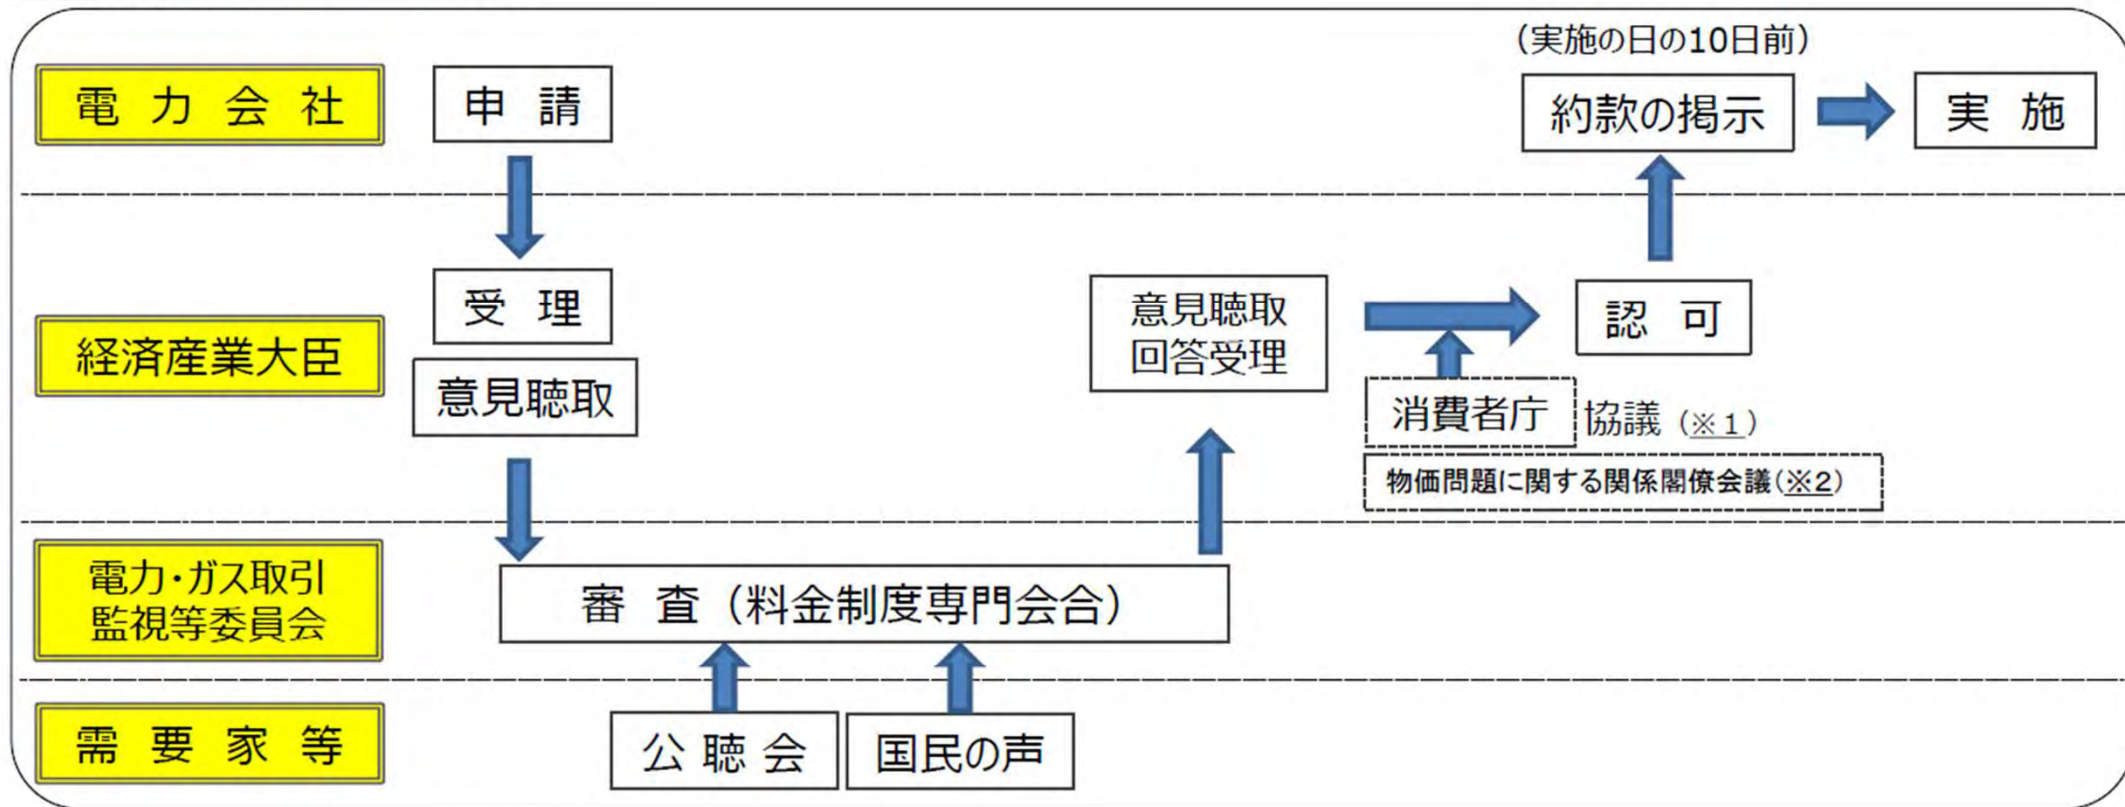 (実施の日の10日前)
電力会社
申請
約款の掲示
実施
経済産業大臣
受理
意見聴取
意見聴取
回答受理
認可
消費者庁
協議(※1)
物価問題に関する関係閣僚会議(※2)
電力・ガス取引
監視等委員会
審査(料金制度専門会合)
需要家等
公聴会
国民の声